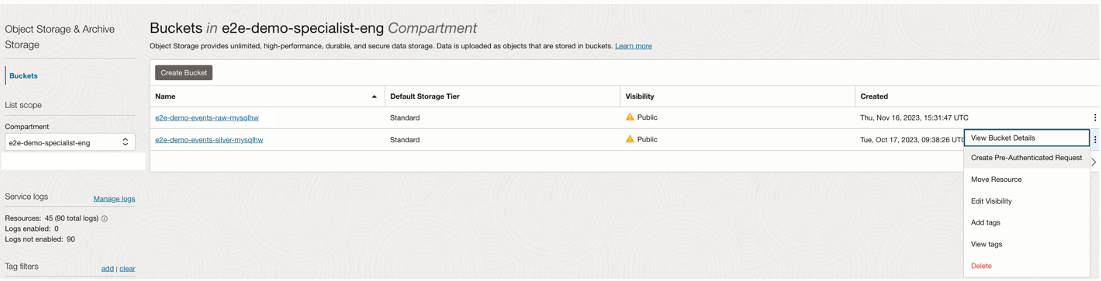 Object Storage & Archive
Storage
Buckets
List scope
Compartment
e2e-demo-specialist-eng
Service logs Manage logs
Resources: 45 (90 total logs)
Logs enabled: 0
Logs not enabled: 90
Tag filters add | clear
Buckets in e2e-demo-specialist-eng Compartment
Object Storage provides unlimited, high-performance, durable, and secure data storage. Data is uploaded as objects that are stored in buckets. Learn more
Create Bucket
Name Default Storage Tier Visibility Created
e2e-demo-events-raw-mysqlhw Standard Public Thu, Nov 16, 2023, 15:31:47 UTC
e2e-demo-events-silver-mysqlhw Standard Public Tue, Oct 17, 2023, 09:38:26 UTC
View Bucket Details
Create Pre-Authenticated Request
Move Resource
Edit Visibility
Add tags
View tags
Delete